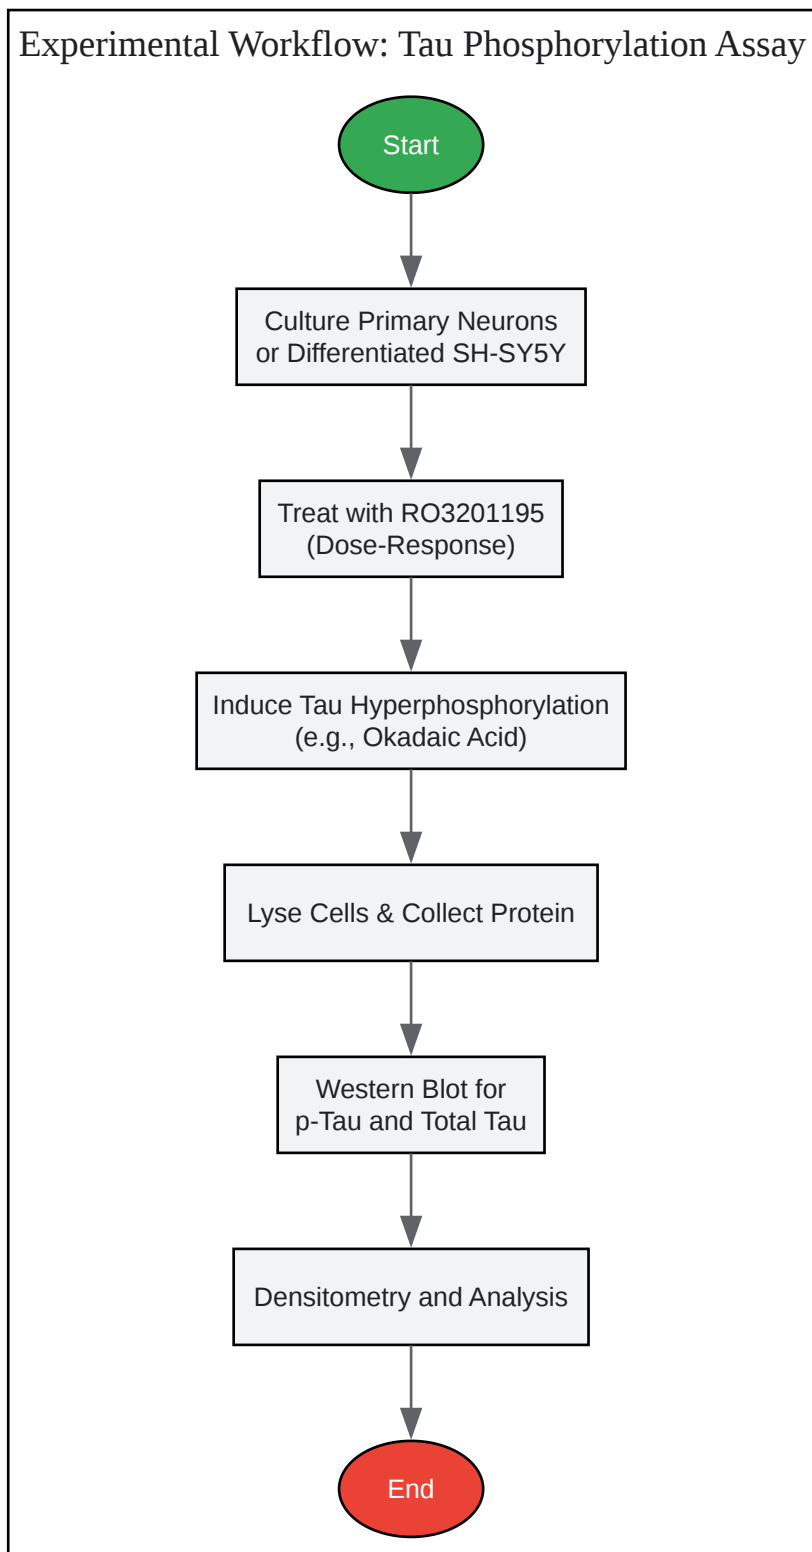 Experimental Workflow: Tau Phosphorylation Assay
Start
Culture Primary Neurons
or Differentiated SH-SY5Y
Treat with RO3201195
(Dose-Response)
Induce Tau Hyperphosphorylation
(e.g., Okadaic Acid)
Lyse Cells & Collect Protein
Western Blot for
p-Tau and Total Tau
Densitometry and Analysis
End